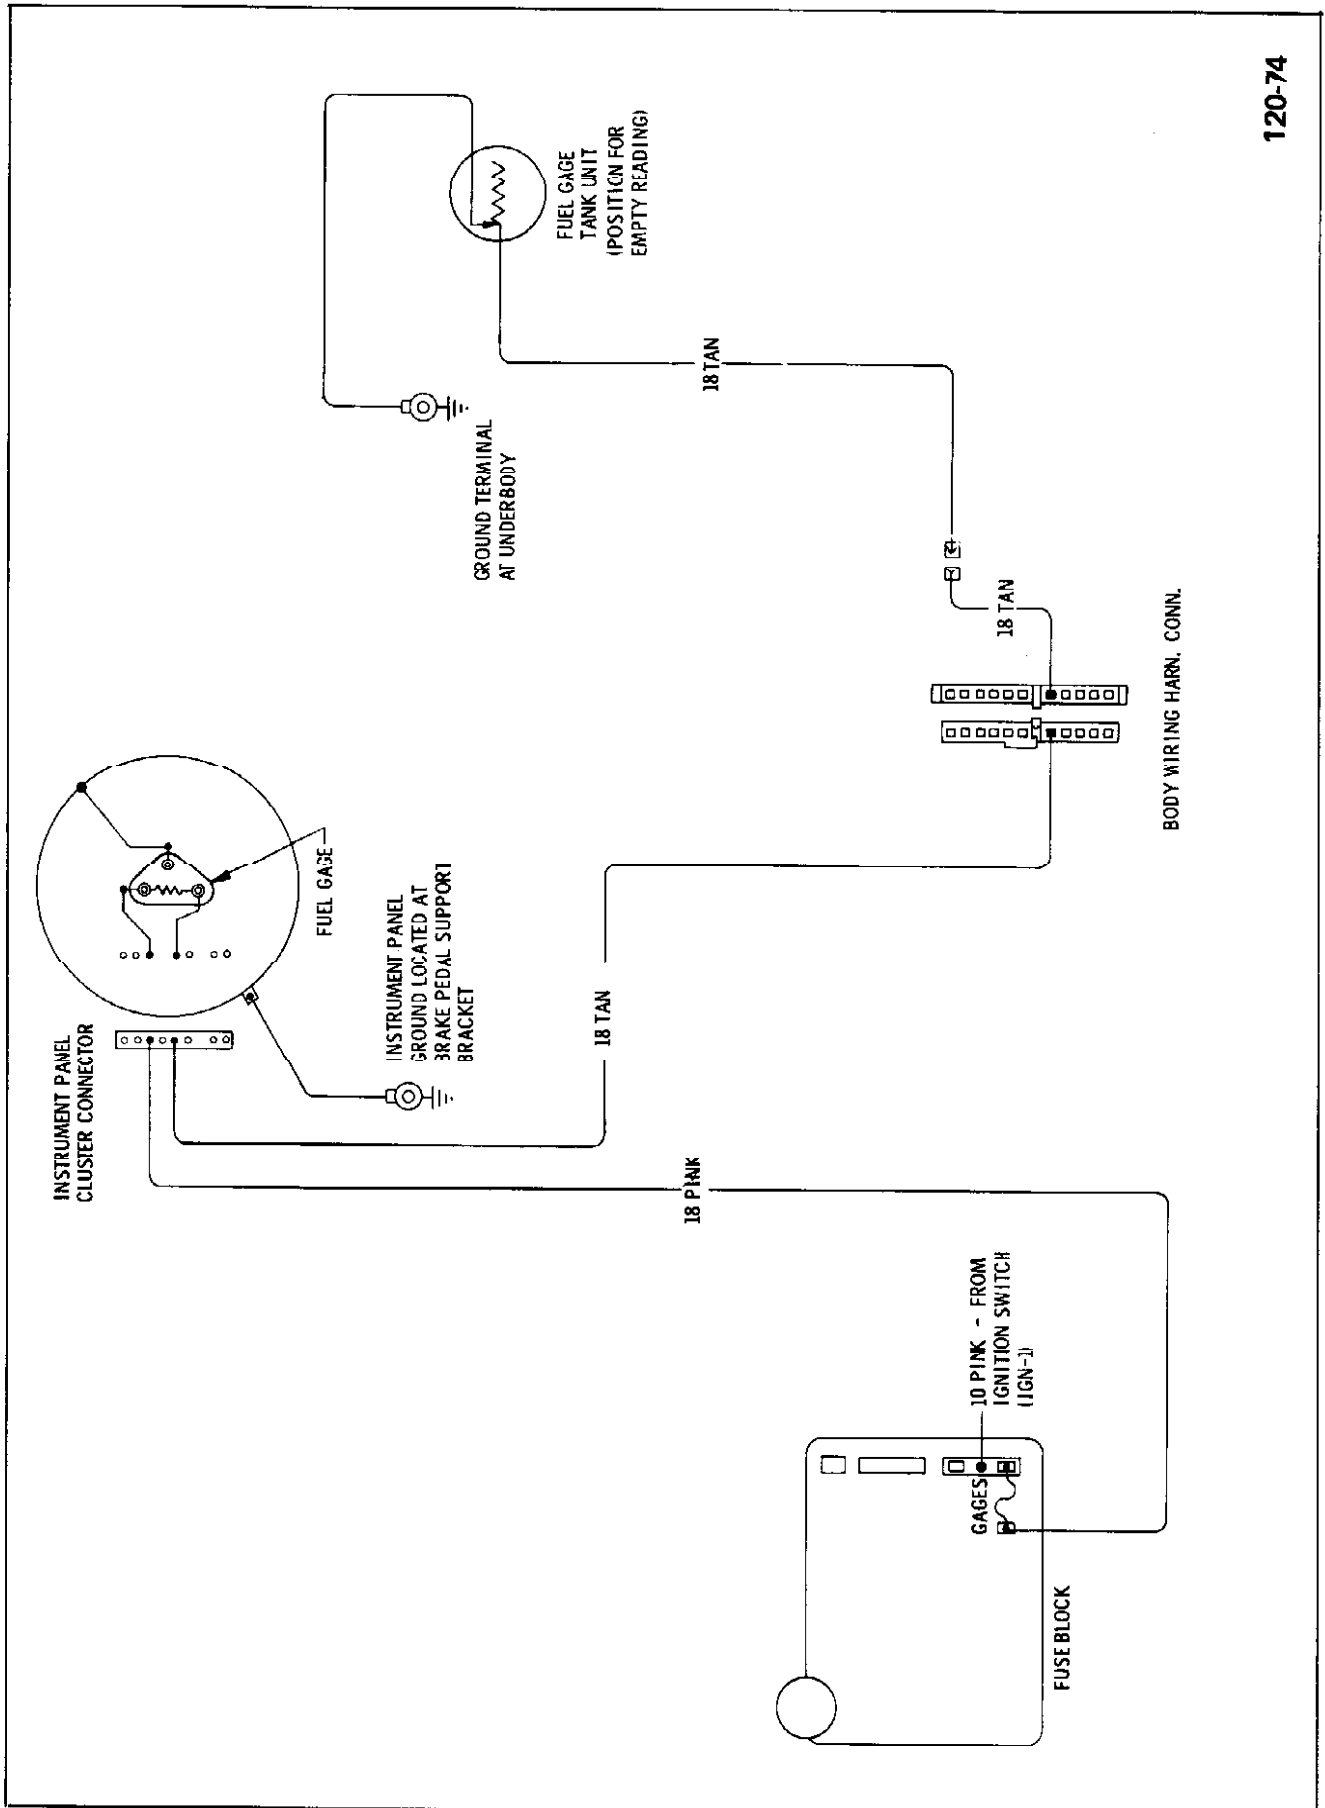 INSTRUMENT PANEL
CLUSTER CONNECTOR
FUEL GAGE
INSTRUMENT PANEL
GROUND LOCATED AT
BRAKE PEDAL SUPPORT
BRACKET
GROUND TERMINAL
AT UNDERBODY
FUEL GAGE
TANK UNIT
(POSITION FOR
EMPTY READING)
18 TAN
18 TAN
18 TAN
18 PINK
BODY WIRING HARN. CONN.
GAGES
10 PINK - FROM
IGNITION SWITCH
(IGN-1)
FUSE BLOCK
120-74